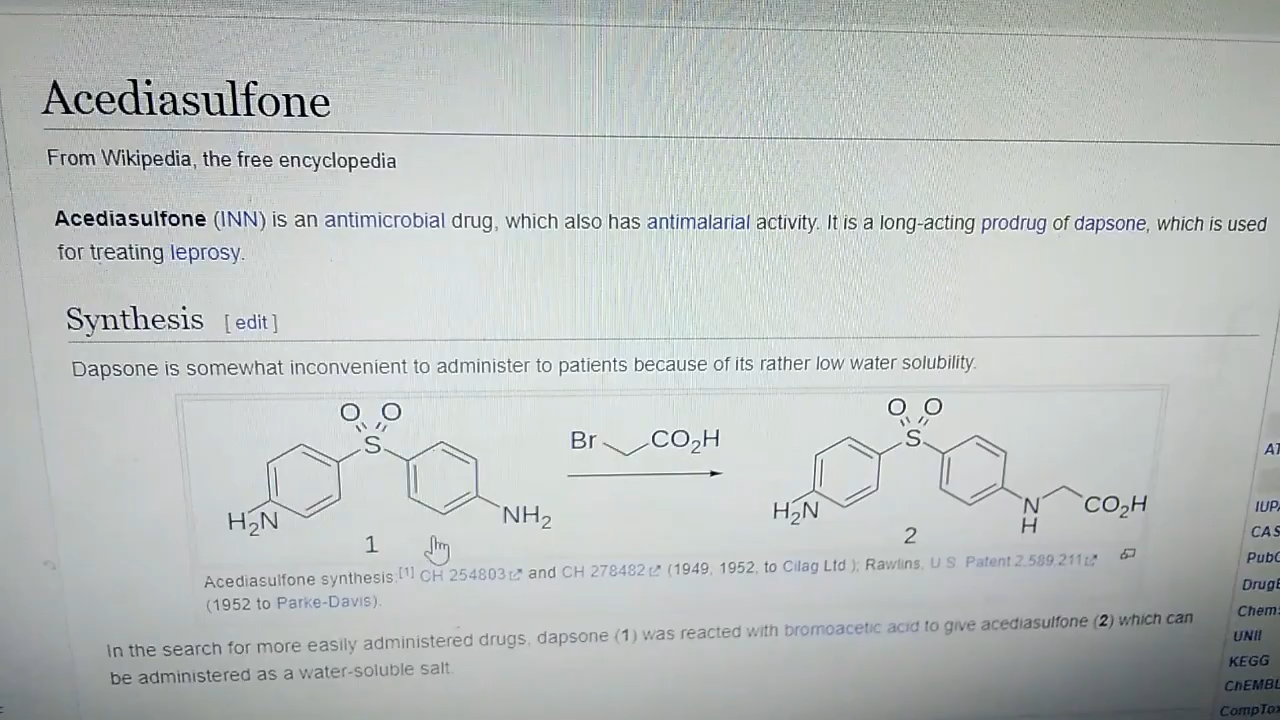 Acediasulfone
From Wikipedia, the free encyclopedia
Acediasulfone (INN) is an antimicrobial drug, which also has antimalarial activity. It is a long-acting prodrug of dapsone, which is used
for treating leprosy.
Synthesis [ edit ]
Dapsone is somewhat inconvenient to administer to patients because of its rather low water solubility.
O O
S
H₂N
NH₂
1
Br CO₂H
O O
S
H₂N
N
H
CO₂H
2
Acediasulfone synthesis:[1] CH 254803 and CH 278482 (1949, 1952, to Cilag Ltd.); Rawlins, U.S. Patent 2,589,211
(1952 to Parke-Davis).
In the search for more easily administered drugs, dapsone (1) was reacted with bromoacetic acid to give acediasulfone (2) which can
be administered as a water-soluble salt.
AT
IUPA
CAS
PubC
DrugB
Chem
UNII
KEGG
ChEMBL
CompTox